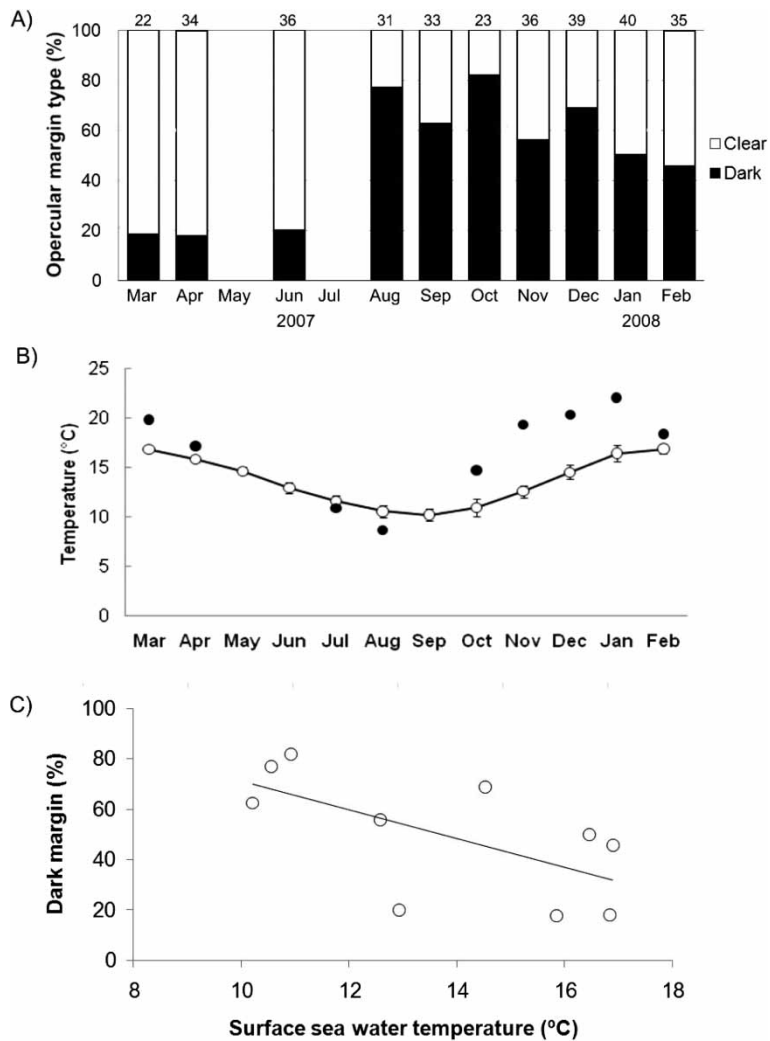 A)
22 34 36 31 33 23 36 39 40 35
Opercular margin type (%)
100
80
60
40
20
0
Clear
Dark
Mar Apr May Jun Jul Aug Sep Oct Nov Dec Jan Feb
2007 2008
B)
Temperature (°C)
25
20
15
10
5
0
Mar Apr May Jun Jul Aug Sep Oct Nov Dec Jan Feb
C)
Dark margin (%)
100
80
60
40
20
0
8 10 12 14 16 18
Surface sea water temperature (ºC)